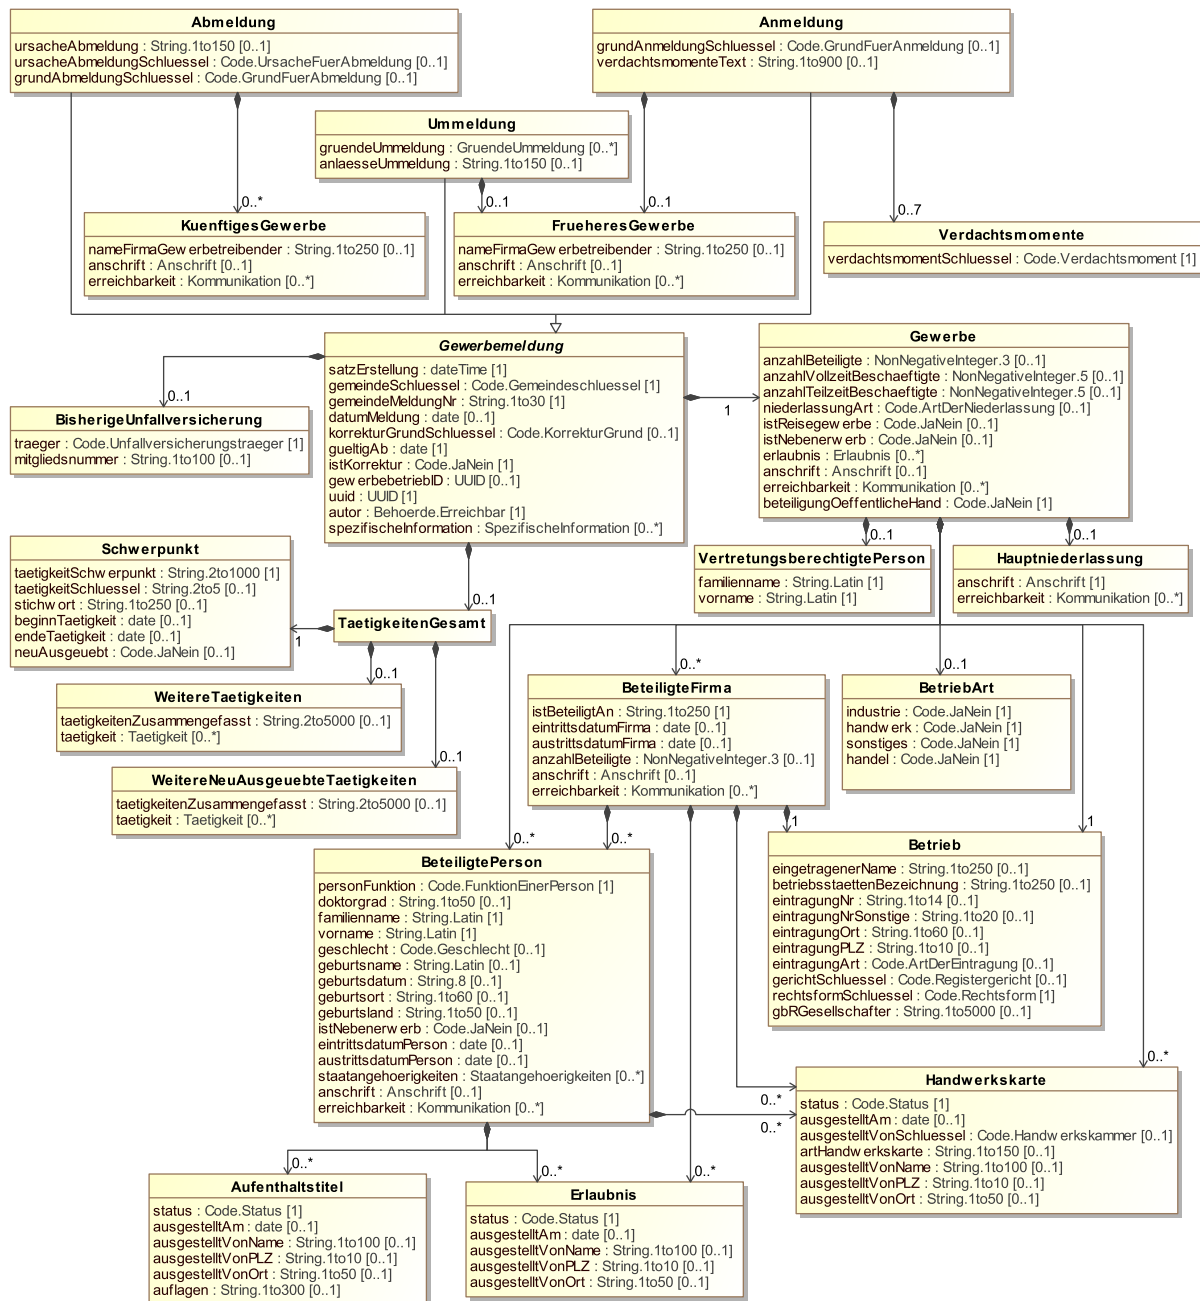 Abmeldung
ursacheAbmeldung : String.1to150 [0..1]
ursacheAbmeldungSchluessel : Code.UrsacheFuerAbmeldung [0..1]
grundAbmeldungSchluessel : Code.GrundFuerAbmeldung [0..1]
Anmeldung
grundAnmeldungSchluessel : Code.GrundFuerAnmeldung [0..1]
verdachtsmomenteText : String.1to900 [0..1]
Ummeldung
gruendeUmmeldung : GruendeUmmeldung [0..*]
anlaesseUmmeldung : String.1to150 [0..1]
0..*
0..1
0..1
0..7
KuenftigesGewerbe
nameFirmaGewerbetreibender : String.1to250 [0..1]
anschrift : Anschrift [0..1]
erreichbarkeit : Kommunikation [0..*]
FrueheresGewerbe
nameFirmaGewerbetreibender : String.1to250 [0..1]
anschrift : Anschrift [0..1]
erreichbarkeit : Kommunikation [0..*]
Verdachtsmomente
verdachtsmomentSchluessel : Code.Verdachtsmoment [1]
Gewerbemeldung
satzErstellung : dateTime [1]
gemeindeSchluessel : Code.Gemeindeschluessel [1]
gemeindeMeldungNr : String.1to30 [1]
datumMeldung : date [0..1]
korrekturGrundSchluessel : Code.KorrekturGrund [0..1]
gueltigAb : date [1]
istKorrektur : Code.JaNein [1]
gewerbebetriebID : UUID [0..1]
uuid : UUID [1]
autor : Behoerde.Erreichbar [1]
spezifischeInformation : SpezifischeInformation [0..*]
1
Gewerbe
anzahlBeteiligte : NonNegativeInteger.3 [0..1]
anzahlVollzeitBeschaeftigte : NonNegativeInteger.5 [0..1]
anzahlTeilzeitBeschaeftigte : NonNegativeInteger.5 [0..1]
niederlassungArt : Code.ArtDerNiederlassung [0..1]
istReisegewerbe : Code.JaNein [0..1]
istNebenerwerb : Code.JaNein [0..1]
erlaubnis : Erlaubnis [0..*]
anschrift : Anschrift [0..1]
erreichbarkeit : Kommunikation [0..*]
beteiligungOeffentlicheHand : Code.JaNein [1]
0..1
BisherigeUnfallversicherung
traeger : Code.Unfallversicherungstraeger [1]
mitgliedsnummer : String.1to100 [0..1]
0..1
0..1
VertretungsberechtigtePerson
familienname : String.Latin [1]
vorname : String.Latin [1]
Hauptniederlassung
anschrift : Anschrift [1]
erreichbarkeit : Kommunikation [0..*]
Schwerpunkt
taetigkeitSchwerpunkt : String.2to1000 [1]
taetigkeitSchluessel : String.2to5 [0..1]
stichwort : String.1to250 [0..1]
beginnTaetigkeit : date [0..1]
endeTaetigkeit : date [0..1]
neuAusgeuebt : Code.JaNein [0..1]
0..1
1
TaetigkeitenGesamt
0..1
0..1
WeitereTaetigkeiten
taetigkeitenZusammengefasst : String.2to5000 [0..1]
taetigkeit : Taetigkeit [0..*]
WeitereNeuAusgeuebteTaetigkeiten
taetigkeitenZusammengefasst : String.2to5000 [0..1]
taetigkeit : Taetigkeit [0..*]
0..*
0..1
BeteiligteFirma
istBeteiligtAn : String.1to250 [1]
eintrittsdatumFirma : date [0..1]
austrittsdatumFirma : date [0..1]
anzahlBeteiligte : NonNegativeInteger.3 [0..1]
anschrift : Anschrift [0..1]
erreichbarkeit : Kommunikation [0..*]
BetriebArt
industrie : Code.JaNein [1]
handwerk : Code.JaNein [1]
sonstiges : Code.JaNein [1]
handel : Code.JaNein [1]
0..*
0..*
1
1
BeteiligtePerson
personFunktion : Code.FunktionEinerPerson [1]
doktorgrad : String.1to50 [0..1]
familienname : String.Latin [1]
vorname : String.Latin [1]
geschlecht : Code.Geschlecht [0..1]
geburtsname : String.Latin [0..1]
geburtsdatum : String.8 [0..1]
geburtsort : String.1to60 [0..1]
geburtsland : String.1to50 [0..1]
istNebenerwerb : Code.JaNein [0..1]
eintrittsdatumPerson : date [0..1]
austrittsdatumPerson : date [0..1]
staatangehoerigkeiten : Staatangehoerigkeiten [0..*]
anschrift : Anschrift [0..1]
erreichbarkeit : Kommunikation [0..*]
Betrieb
eingetragenerName : String.1to250 [0..1]
betriebsstaettenBezeichnung : String.1to250 [0..1]
eintragungNr : String.1to14 [0..1]
eintragungNrSonstige : String.1to20 [0..1]
eintragungOrt : String.1to60 [0..1]
eintragungPLZ : String.1to10 [0..1]
eintragungArt : Code.ArtDerEintragung [0..1]
gerichtSchluessel : Code.Registergericht [0..1]
rechtsformSchluessel : Code.Rechtsform [1]
gbRGesellschafter : String.1to5000 [0..1]
0..*
0..*
0..*
Handwerkskarte
status : Code.Status [1]
ausgestelltAm : date [0..1]
ausgestelltVonSchluessel : Code.Handwerkskammer [0..1]
artHandwerkskarte : String.1to150 [0..1]
ausgestelltVonName : String.1to100 [0..1]
ausgestelltVonPLZ : String.1to10 [0..1]
ausgestelltVonOrt : String.1to50 [0..1]
0..*
0..*
0..*
Aufenthaltstitel
status : Code.Status [1]
ausgestelltAm : date [0..1]
ausgestelltVonName : String.1to100 [0..1]
ausgestelltVonPLZ : String.1to10 [0..1]
ausgestelltVonOrt : String.1to50 [0..1]
auflagen : String.1to300 [0..1]
Erlaubnis
status : Code.Status [1]
ausgestelltAm : date [0..1]
ausgestelltVonName : String.1to100 [0..1]
ausgestelltVonPLZ : String.1to10 [0..1]
ausgestelltVonOrt : String.1to50 [0..1]